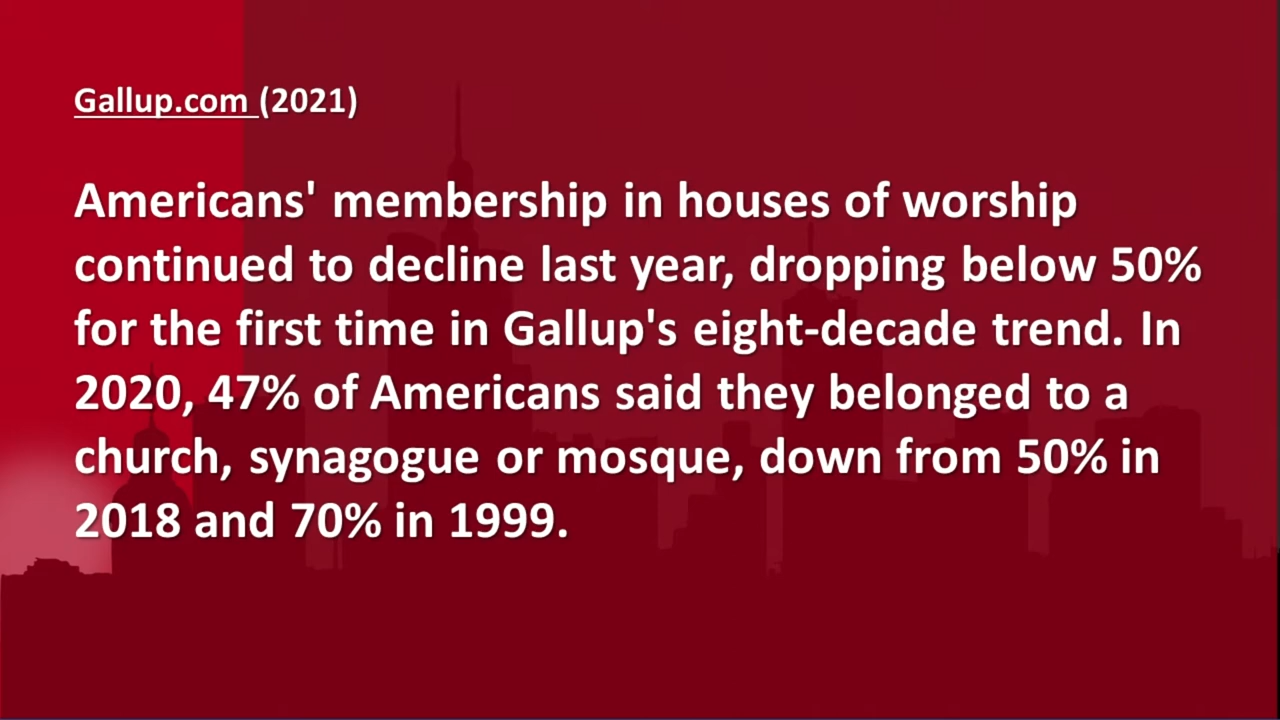 Gallup.com (2021)
Americans' membership in houses of worship
continued to decline last year, dropping below 50%
for the first time in Gallup's eight-decade trend. In
2020, 47% of Americans said they belonged to a
church, synagogue or mosque, down from 50% in
2018 and 70% in 1999.